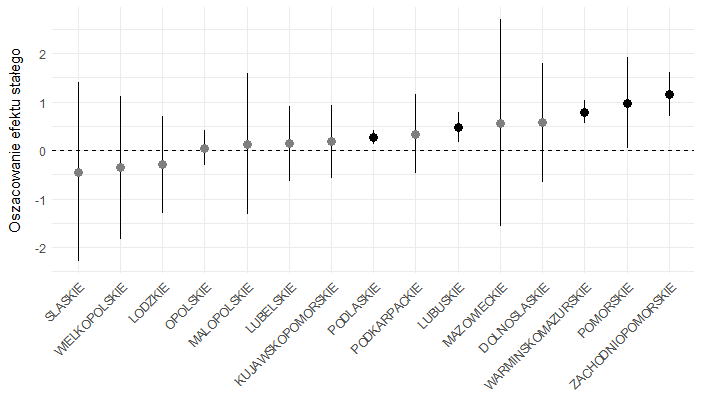 Oszacowanie efektu stałego
2
1
0
-1
-2
SLASKIE
WIELKOPOLSKIE
LODZKIE
OPOLSKIE
MALOPOLSKIE
LUBELSKIE
KUJAWSKOPOMORSKIE
PODLASKIE
PODKARPACKIE
LUBUSKIE
MAZOWIECKIE
DOLNOSLASKIE
WARMINSKOMAZURSKIE
POMORSKIE
ZACHODNIOPOMORSKIE